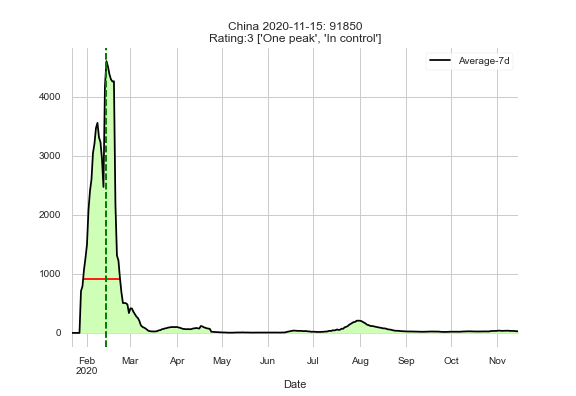 China 2020-11-15: 91850
Rating:3 ['One peak', 'In control']
Average-7d
4000
3000
2000
1000
0
Feb Mar Apr May Jun Jul Aug Sep Oct Nov
2020
Date